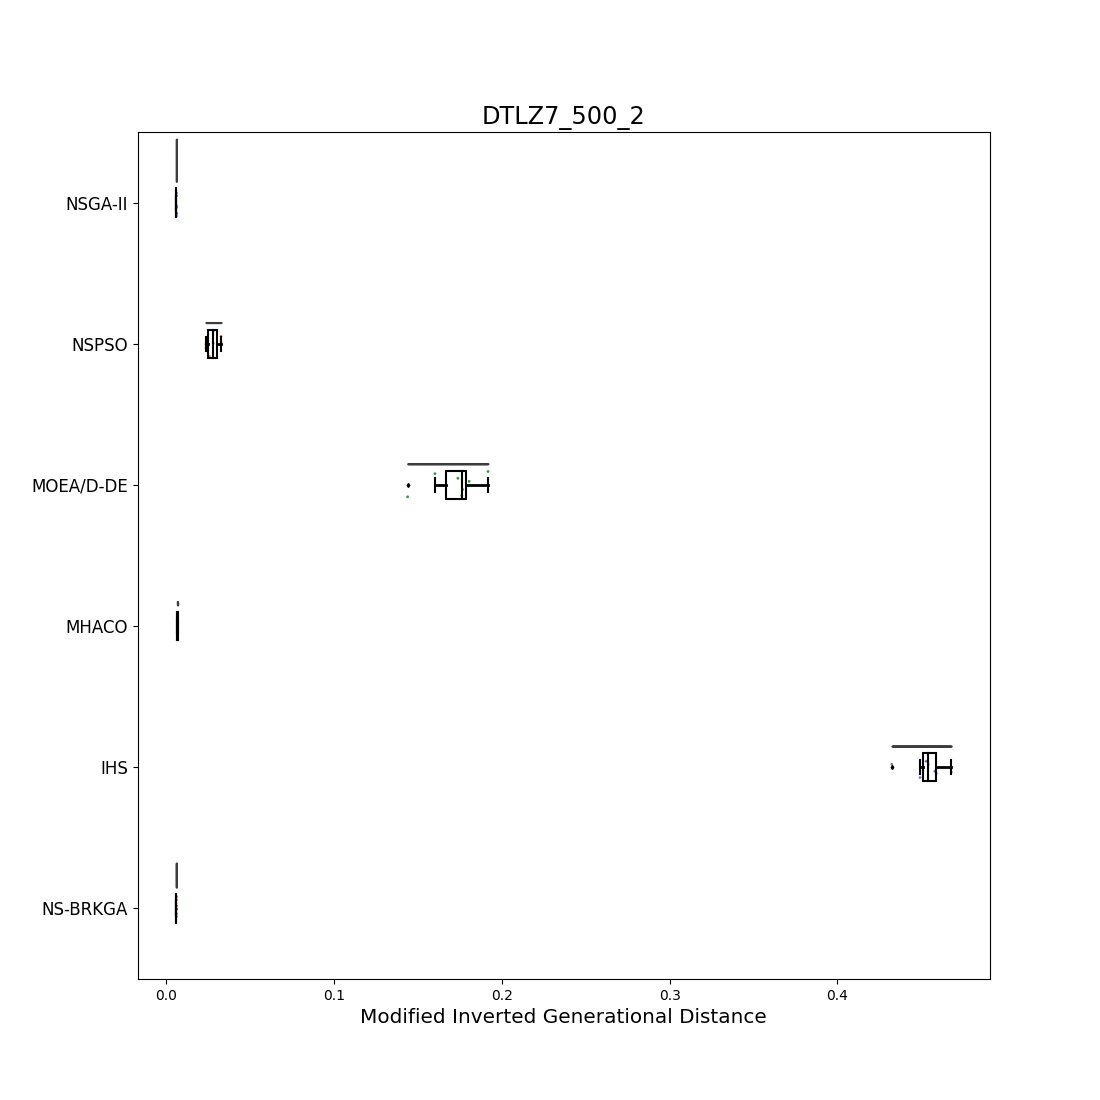 DTLZ7_500_2
NSGA-II
NSPSO
MOEA/D-DE
MHACO
IHS
NS-BRKGA
0.0 0.1 0.2 0.3 0.4
Modified Inverted Generational Distance